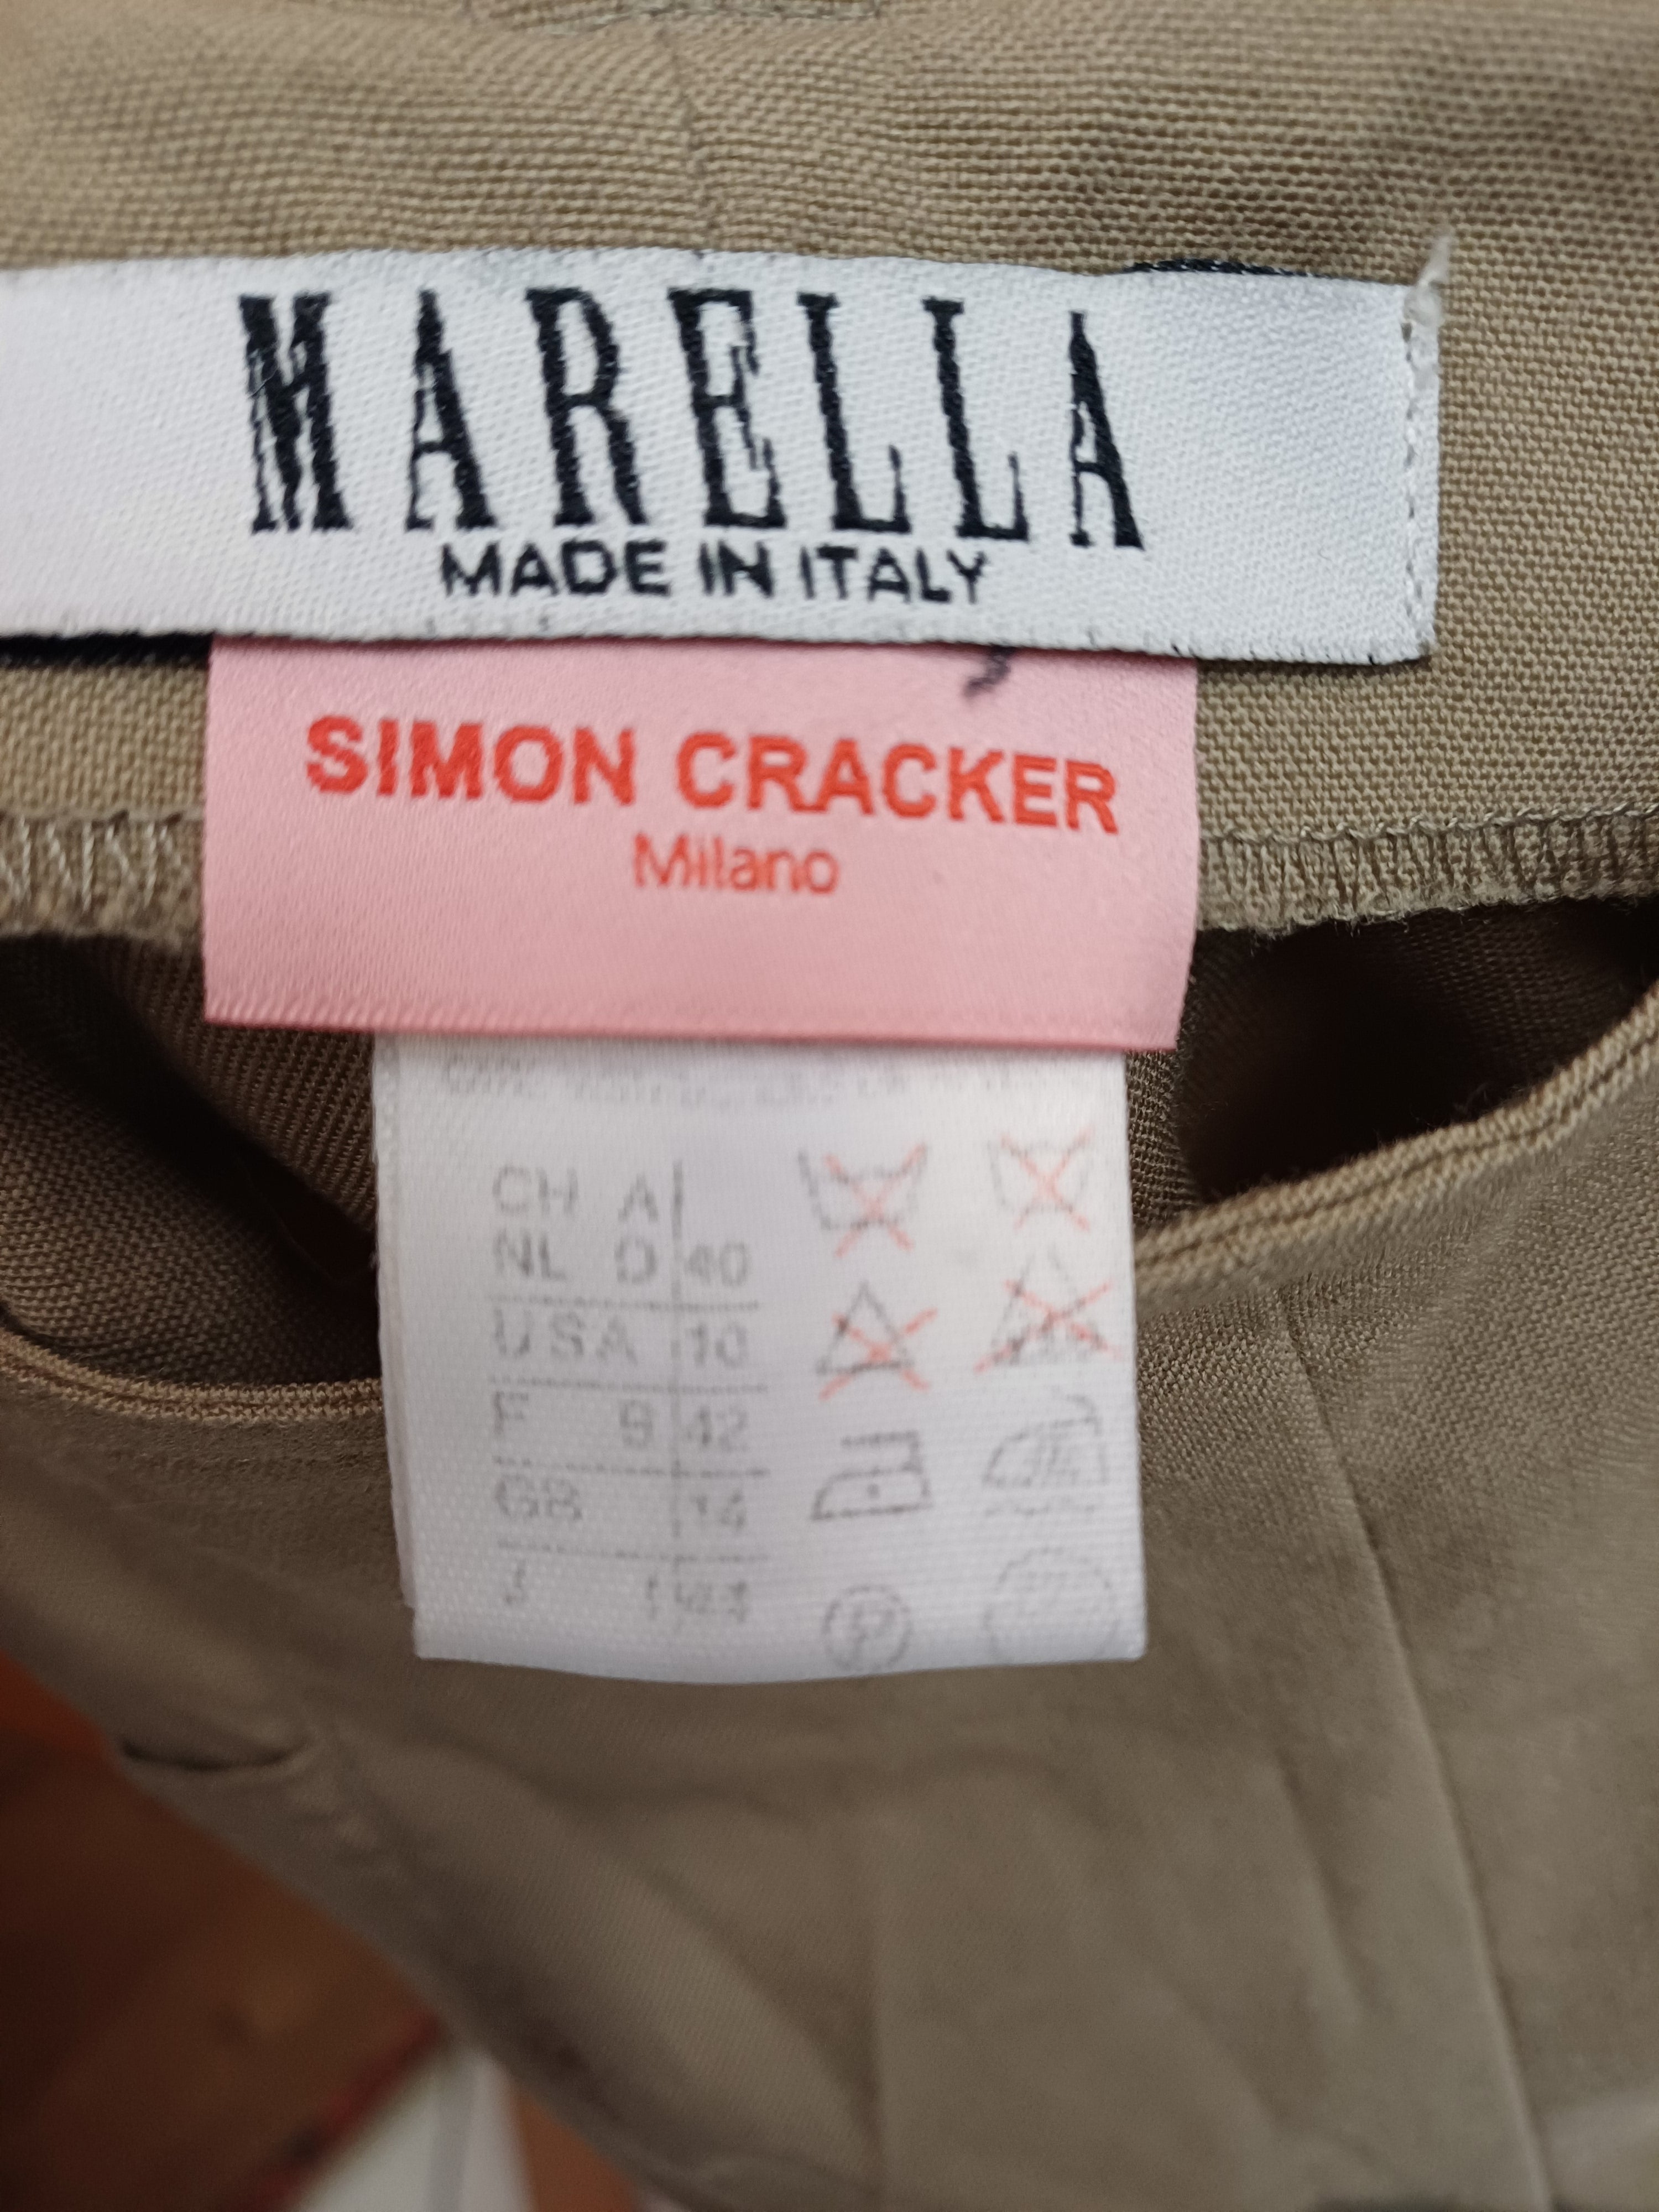 MARELLA
MADE IN ITALY
SIMON CRACKER
Milano
CH A
NL D 40
USA 10
F B 42
GB 14
J